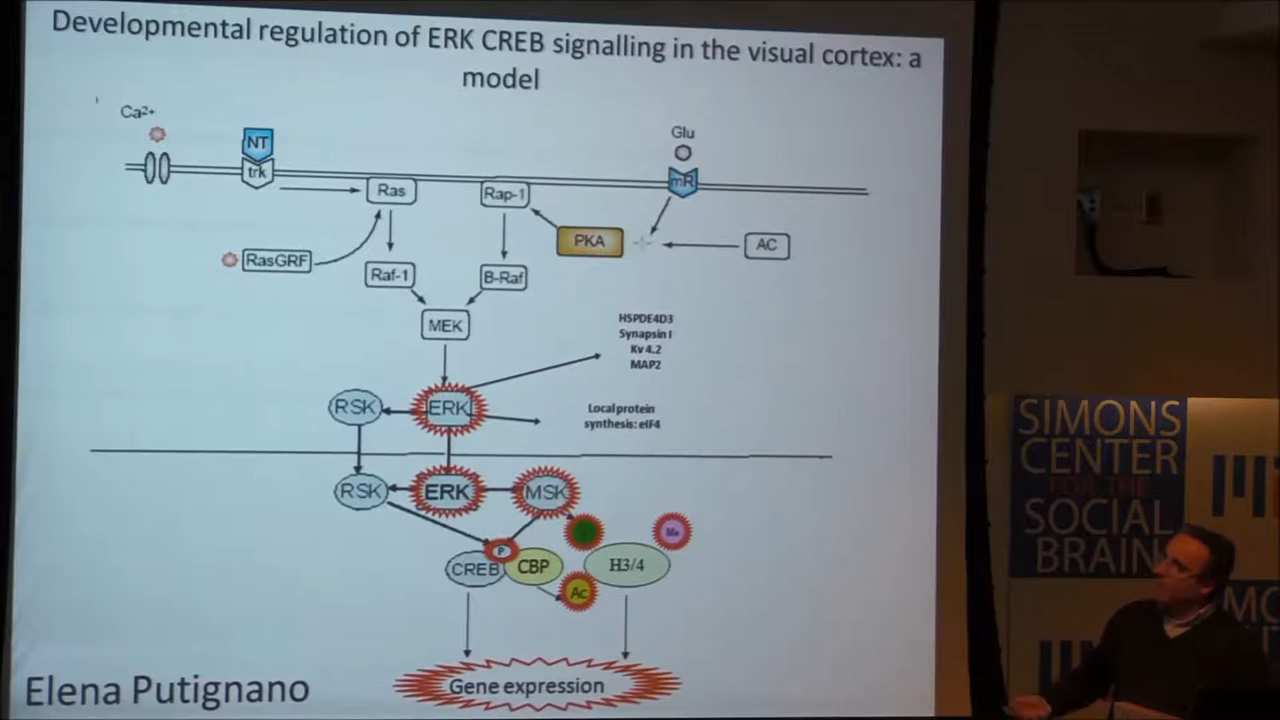 Developmental regulation of ERK CREB signalling in the visual cortex: a
model
Ca2+
NT
trk
Glu
mR
Ras
Rap-1
PKA
AC
RasGRF
Raf-1
B-Raf
MEK
HSPDE4D3
Synapsin I
Kv 4.2
MAP2
RSK
ERK
Local protein
synthesis: eIF4
RSK
ERK
MSK
P
Me
CREB
CBP
H3/4
Ac
Gene expression
Elena Putignano
SIMONS
CENTER
FOR THE
SOCIAL
BRAIN